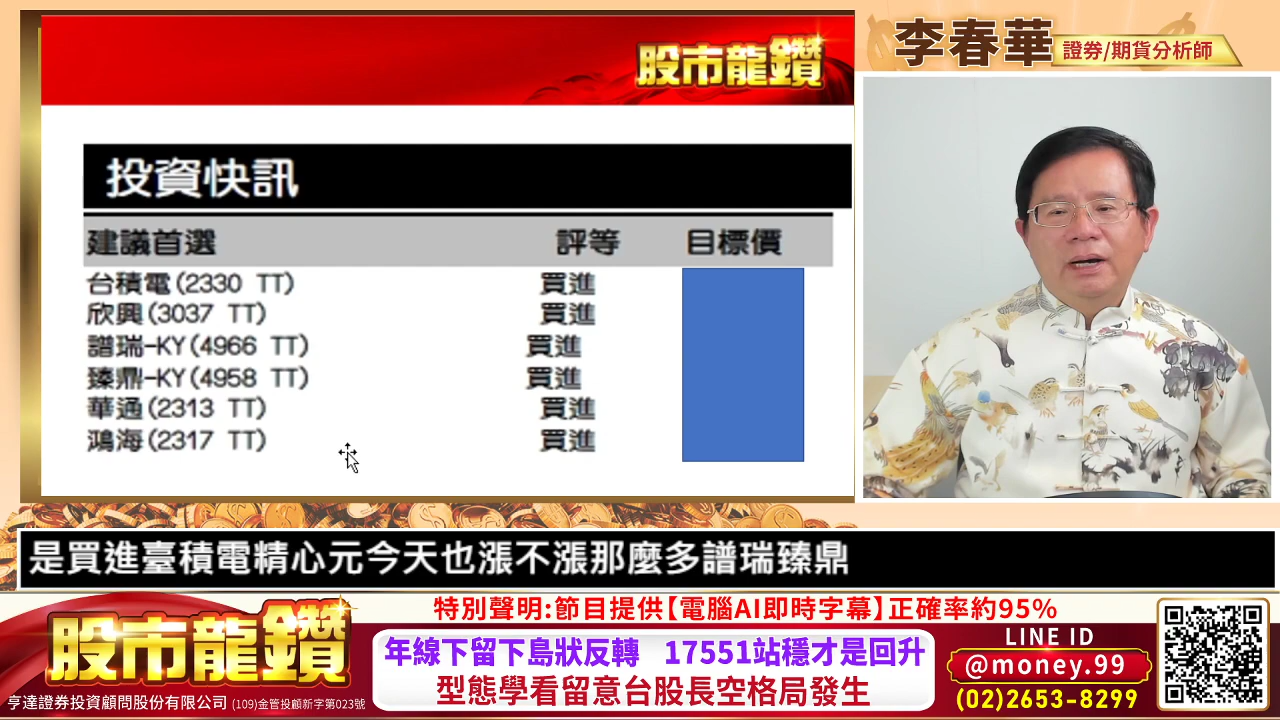 股市龍鑽
李春華
證券/期貨分析師
投資快訊
建議首選 評等 目標價
台積電(2330 TT) 買進
欣興(3037 TT) 買進
譜瑞-KY(4966 TT) 買進
臻鼎-KY(4958 TT) 買進
華通(2313 TT) 買進
鴻海(2317 TT) 買進
是買進臺積電精心元今天也漲不漲那麼多譜瑞臻鼎
特別聲明:節目提供【電腦AI即時字幕】正確率約95%
股市龍鑽
亨達證券投資顧問股份有限公司 (109)金管投顧新字第023號
年線下留下島狀反轉 17551站穩才是回升
型態學看留意台股長空格局發生
LINE ID
@money.99
(02)2653-8299